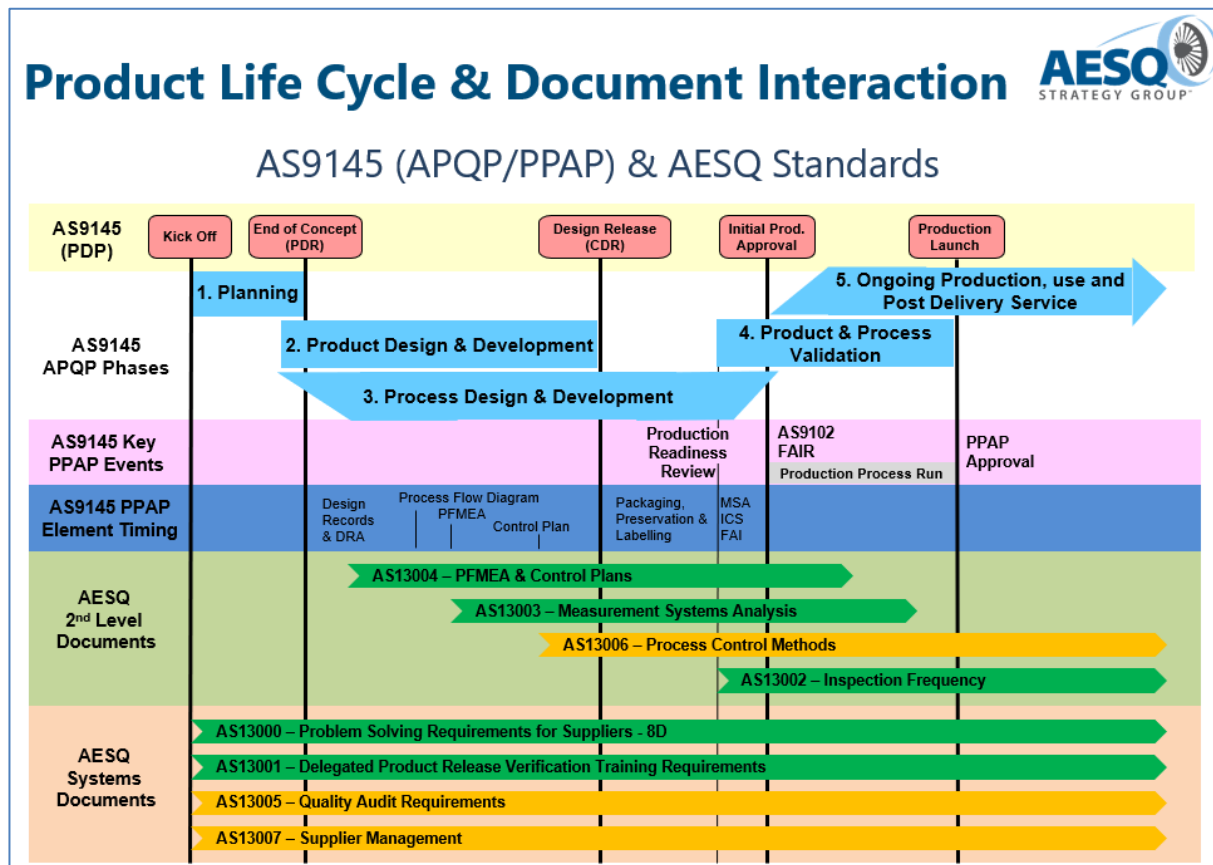 Product Life Cycle & Document Interaction
AESQ
STRATEGY GROUP
AS9145 (APQP/PPAP) & AESQ Standards
AS9145
(PDP)
Kick Off
End of Concept
(PDR)
Design Release
(CDR)
Initial Prod.
Approval
Production
Launch
AS9145
APQP Phases
1. Planning
2. Product Design & Development
3. Process Design & Development
4. Product & Process
Validation
5. Ongoing Production, use and
Post Delivery Service
AS9145 Key
PPAP Events
Production
Readiness
Review
AS9102
FAIR
Production Process Run
PPAP
Approval
AS9145 PPAP
Element Timing
Design
Records
& DRA
Process Flow Diagram
PFMEA
Control Plan
Packaging,
Preservation &
Labelling
MSA
ICS
FAI
AESQ
2nd Level
Documents
AS13004 – PFMEA & Control Plans
AS13003 – Measurement Systems Analysis
AS13006 – Process Control Methods
AS13002 – Inspection Frequency
AESQ
Systems
Documents
AS13000 – Problem Solving Requirements for Suppliers - 8D
AS13001 – Delegated Product Release Verification Training Requirements
AS13005 – Quality Audit Requirements
AS13007 – Supplier Management